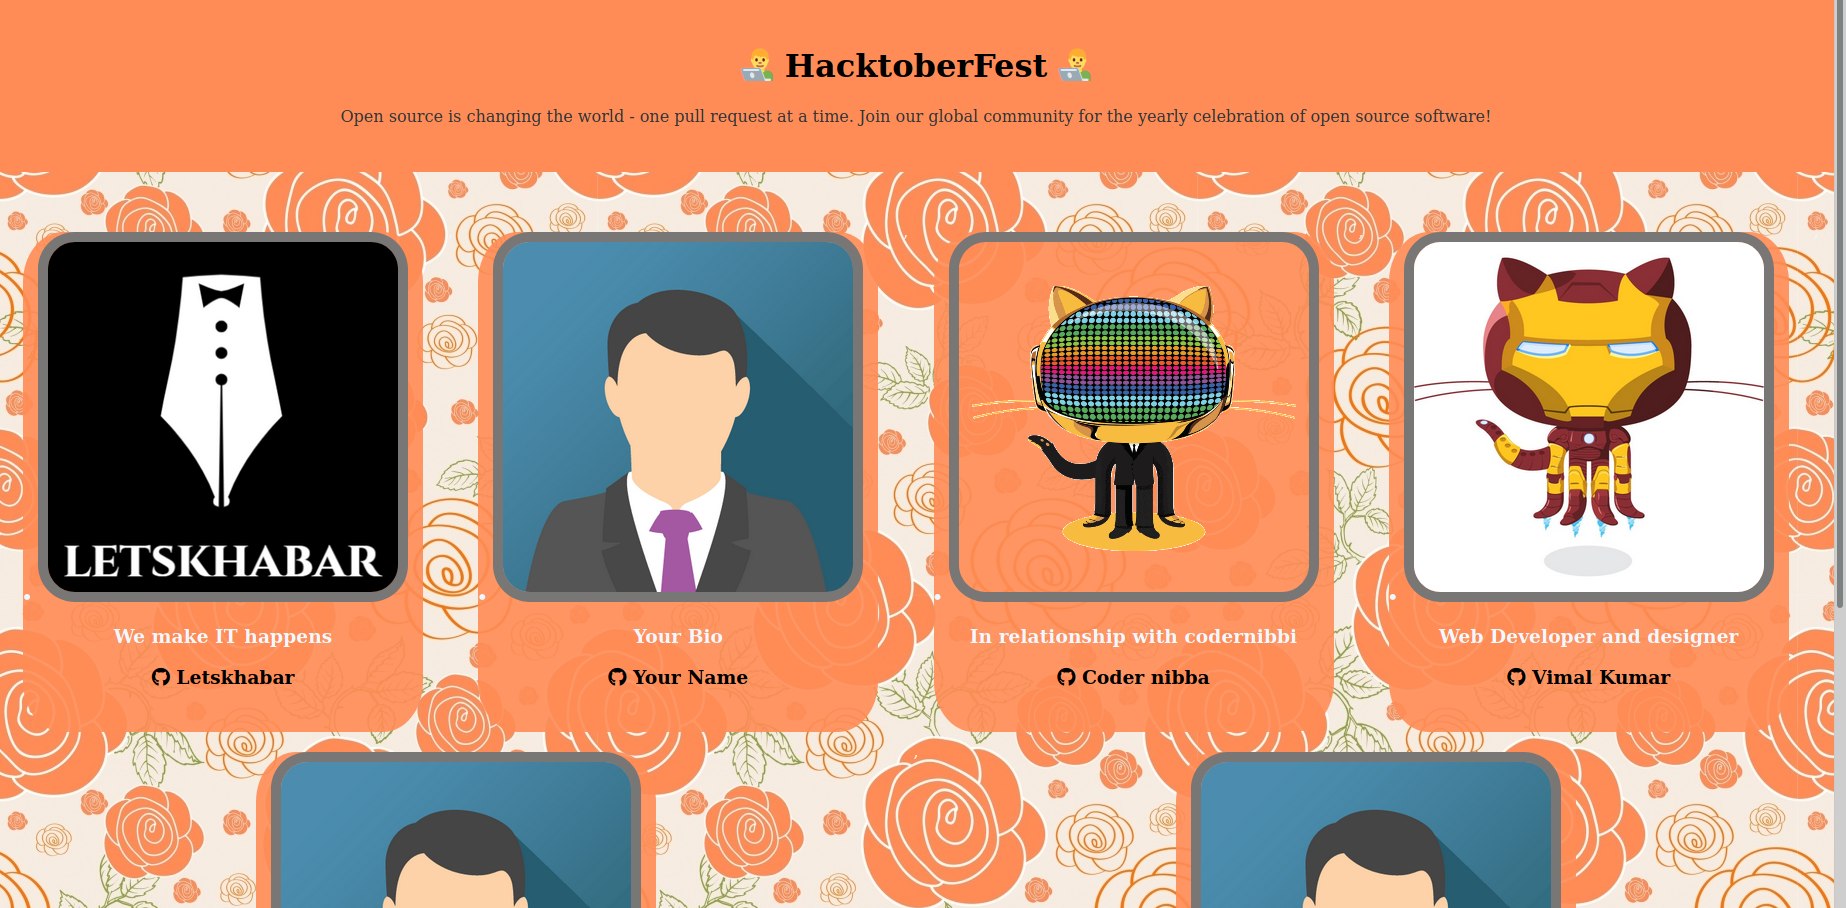 HacktoberFest
Open source is changing the world - one pull request at a time. Join our global community for the yearly celebration of open source software!
LETSKHABAR
We make IT happens
Letskhabar
Your Bio
Your Name
In relationship with codernibbi
Coder nibba
Web Developer and designer
Vimal Kumar